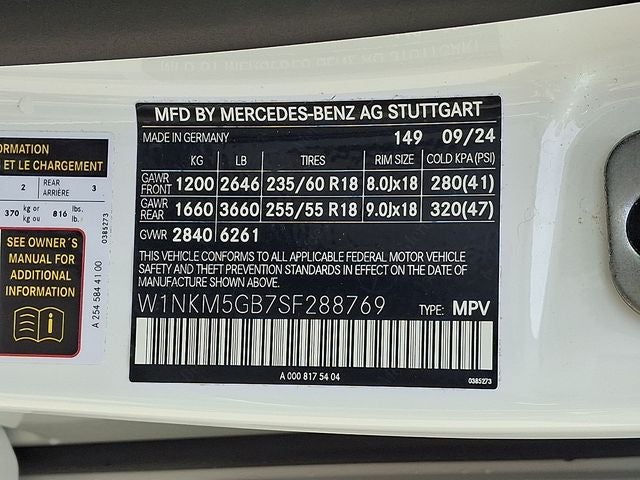 ORMATION
ET LE CHARGEMENT
2 REAR ARRIÈRE 3
370 kg or kg ou 816 lbs. lb.
SEE OWNER'S
MANUAL FOR
ADDITIONAL
INFORMATION
i
A 254 584 41 00
0385273
MFD BY MERCEDES-BENZ AG STUTTGART
MADE IN GERMANY 149 09/24
KG LB TIRES RIM SIZE COLD KPA (PSI)
GAWR FRONT 1200 2646 235/60 R18 8.0Jx18 280(41)
GAWR REAR 1660 3660 255/55 R18 9.0Jx18 320(47)
GVWR 2840 6261
THIS VEHICLE CONFORMS TO ALL APPLICABLE FEDERAL MOTOR VEHICLE
SAFETY AND THEFT PREVENTION STANDARDS IN EFFECT ON THE DATE OF
MANUFACTURE SHOWN ABOVE.
W1NKM5GB7SF288769 TYPE: MPV
A 000 817 54 04
0385273